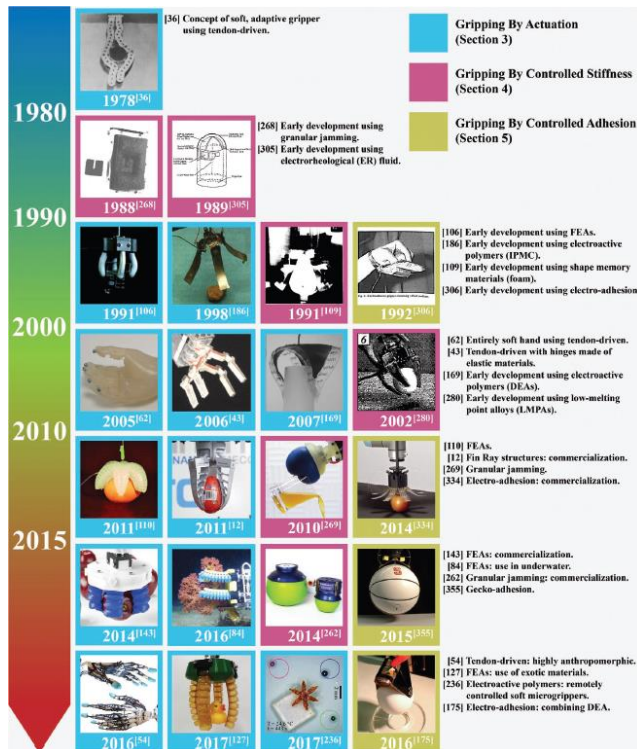 [36] Concept of soft, adaptive gripper
using tendon-driven.
Gripping By Actuation
(Section 3)
Gripping By Controlled Stiffness
(Section 4)
Gripping By Controlled Adhesion
(Section 5)
1978[36]
1980
[268] Early development using
granular jamming.
[305] Early development using
electrorheological (ER) fluid.
1988[268]
1989[305]
1990
[106] Early development using FEAs.
[186] Early development using electroactive
polymers (IPMC).
[109] Early development using shape memory
materials (foam).
[306] Early development using electro-adhesion
1991[106]
1998[186]
1991[109]
1992[306]
2000
[62] Entirely soft hand using tendon-driven.
[43] Tendon-driven with hinges made of
elastic materials.
[169] Early development using electroactive
polymers (DEAs).
[280] Early development using low-melting
point alloys (LMPAs).
6
2005[62]
2006[43]
2007[169]
2002[280]
2010
[110] FEAs.
[12] Fin Ray structures: commercialization.
[269] Granular jamming.
[334] Electro-adhesion: commercialization.
2011[110]
2011[12]
2010[269]
2014[334]
2015
[143] FEAs: commercialization.
[84] FEAs: use in underwater.
[262] Granular jamming: commercialization.
[355] Gecko-adhesion.
2014[143]
2016[84]
2014[262]
2015[355]
[54] Tendon-driven: highly anthropomorphic.
[127] FEAs: use of exotic materials.
[236] Electroactive polymers: remotely
controlled soft microgrippers.
[175] Electro-adhesion: combining DEA.
2016[54]
2017[127]
2017[236]
2016[175]